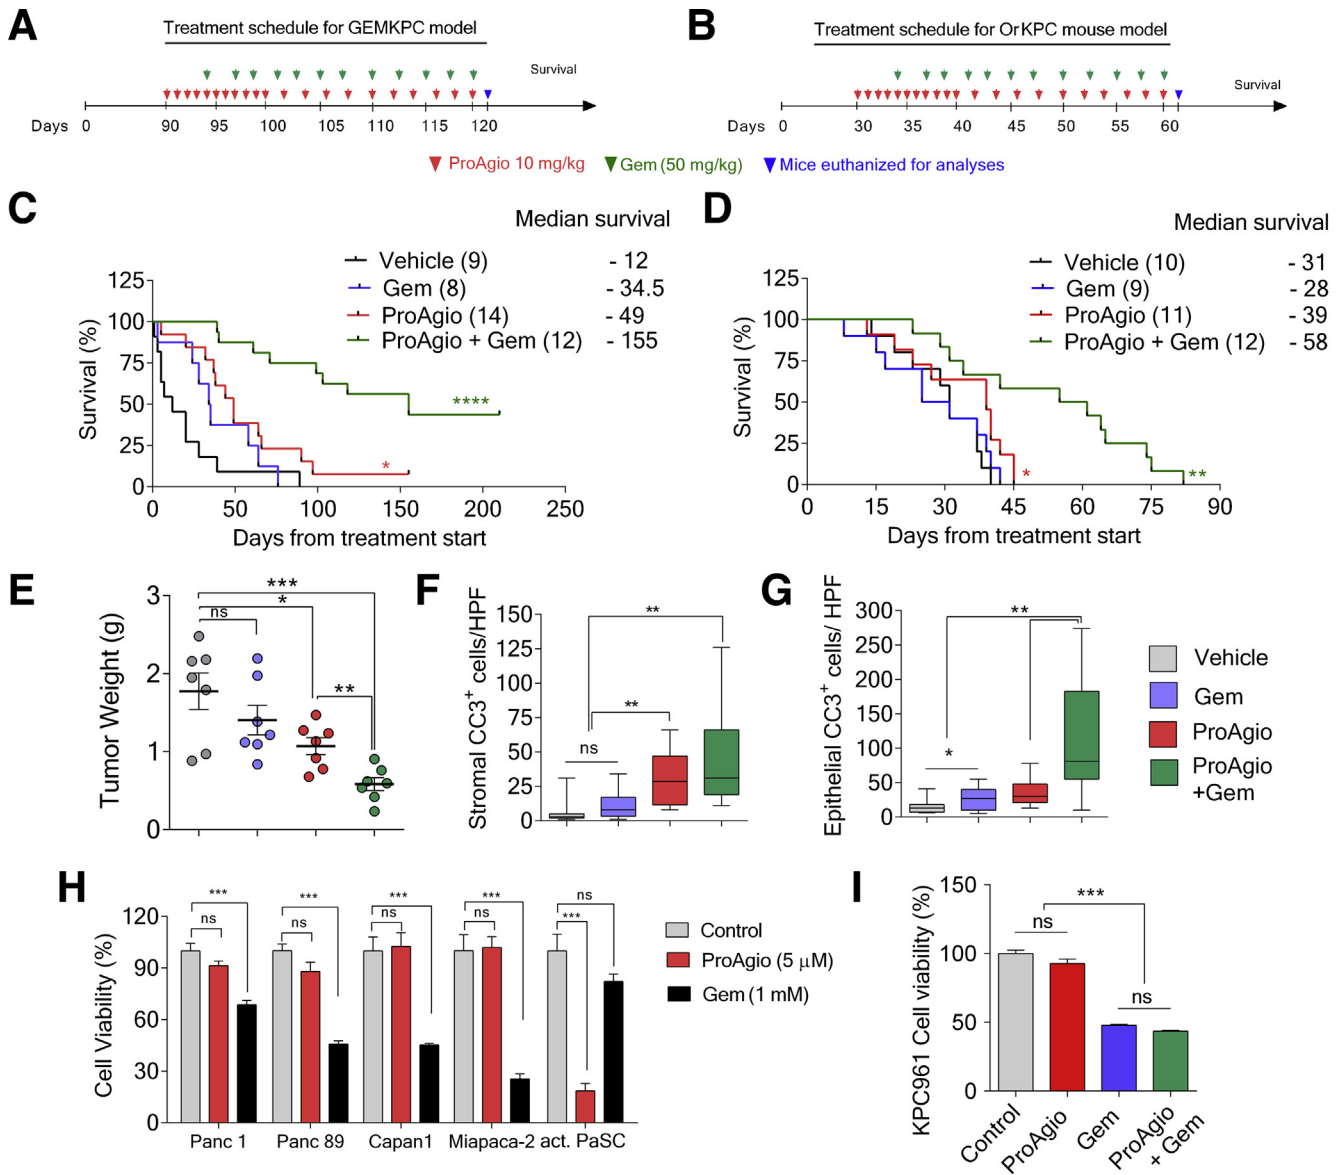 A
Treatment schedule for GEMKPC model
Survival
Days 0 90 95 100 105 110 115 120
B
Treatment schedule for OrKPC mouse model
Survival
Days 0 30 35 40 45 50 55 60
ProAgio 10 mg/kg Gem (50 mg/kg) Mice euthanized for analyses
C
Median survival
Vehicle (9) - 12
Gem (8) - 34.5
ProAgio (14) - 49
ProAgio + Gem (12) - 155
Survival (%)
125
100
75
50
25
0
****
*
0 50 100 150 200 250
Days from treatment start
D
Median survival
Vehicle (10) - 31
Gem (9) - 28
ProAgio (11) - 39
ProAgio + Gem (12) - 58
Survival (%)
125
100
75
50
25
0
* **
0 15 30 45 60 75 90
Days from treatment start
E
Tumor Weight (g)
3
2
1
0
***
*
ns
**
F
Stromal CC3+ cells/HPF
150
125
100
75
50
25
0
**
**
ns
G
Epithelial CC3+ cells/ HPF
300
250
200
150
100
50
0
**
*
Vehicle
Gem
ProAgio
ProAgio
+Gem
H
Cell Viability (%)
120
90
60
30
0
*** *** *** *** ns
ns ns ns ns ***
Panc 1 Panc 89 Capan1 Miapaca-2 act. PaSC
Control
ProAgio (5 μM)
Gem (1 mM)
I
KPC961 Cell viability (%)
150
100
50
0
***
ns
ns
Control
ProAgio
Gem
ProAgio
+ Gem